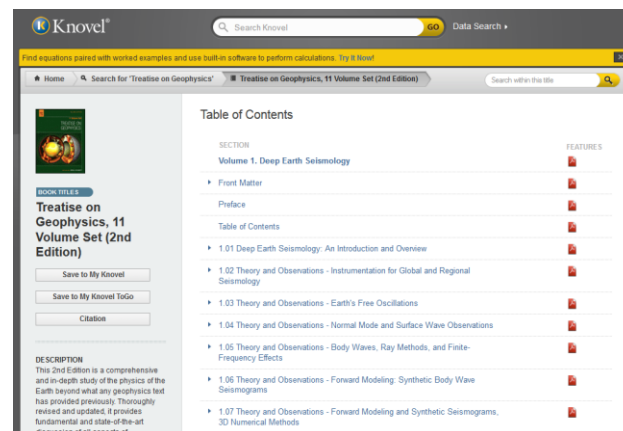 Knovel®
Search Knovel
GO
Data Search
Find equations paired with worked examples and use built-in software to perform calculations. Try It Now!
Home
Search for 'Treatise on Geophysics'
Treatise on Geophysics, 11 Volume Set (2nd Edition)
Search within this title
TREATISE ON
GEOPHYSICS
BOOK TITLES
Treatise on
Geophysics, 11
Volume Set (2nd
Edition)
Save to My Knovel
Save to My Knovel ToGo
Citation
DESCRIPTION
This 2nd Edition is a comprehensive
and in-depth study of the physics of the
Earth beyond what any geophysics text
has provided previously. Thoroughly
revised and updated, it provides
fundamental and state-of-the-art
discussion of all aspects of
Table of Contents
SECTION
FEATURES
Volume 1. Deep Earth Seismology
Front Matter
Preface
Table of Contents
1.01 Deep Earth Seismology: An Introduction and Overview
1.02 Theory and Observations - Instrumentation for Global and Regional
Seismology
1.03 Theory and Observations - Earth's Free Oscillations
1.04 Theory and Observations - Normal Mode and Surface Wave Observations
1.05 Theory and Observations - Body Waves, Ray Methods, and Finite-
Frequency Effects
1.06 Theory and Observations - Forward Modeling: Synthetic Body Wave
Seismograms
1.07 Theory and Observations - Forward Modeling and Synthetic Seismograms,
3D Numerical Methods